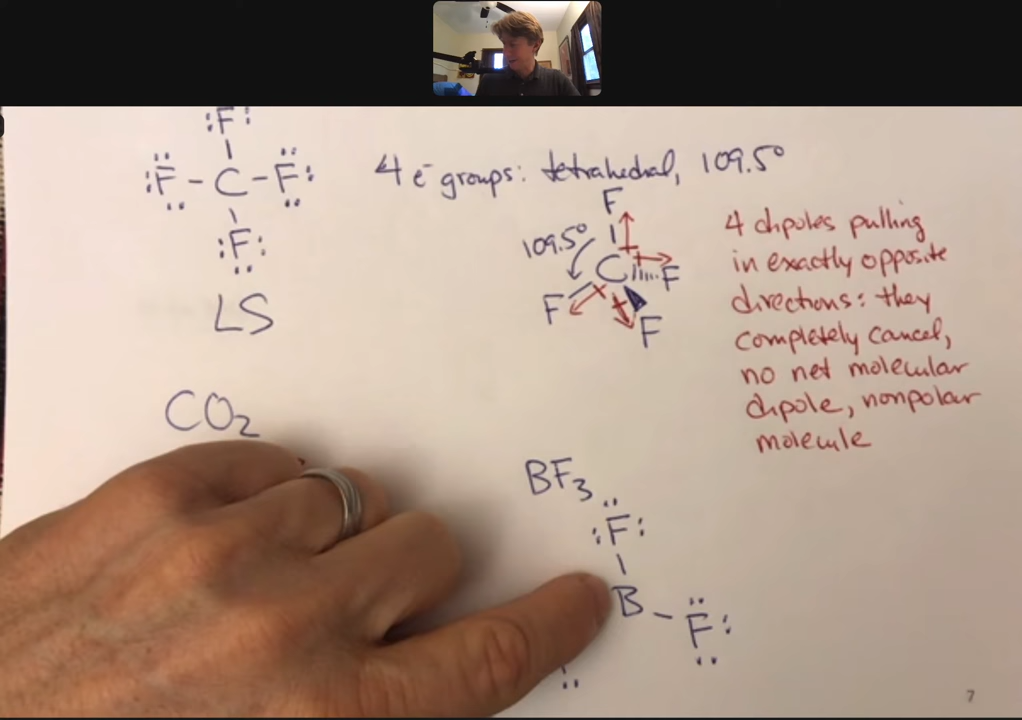 :F:
:F - C - F:
:F:
LS
4 e⁻ groups: tetrahedral, 109.5°
F
109.5°
C
F
F
F
4 dipoles pulling
in exactly opposite
directions: they
completely cancel,
no net molecular
dipole, nonpolar
molecule
CO₂
BF₃
:F:
B - F:
7